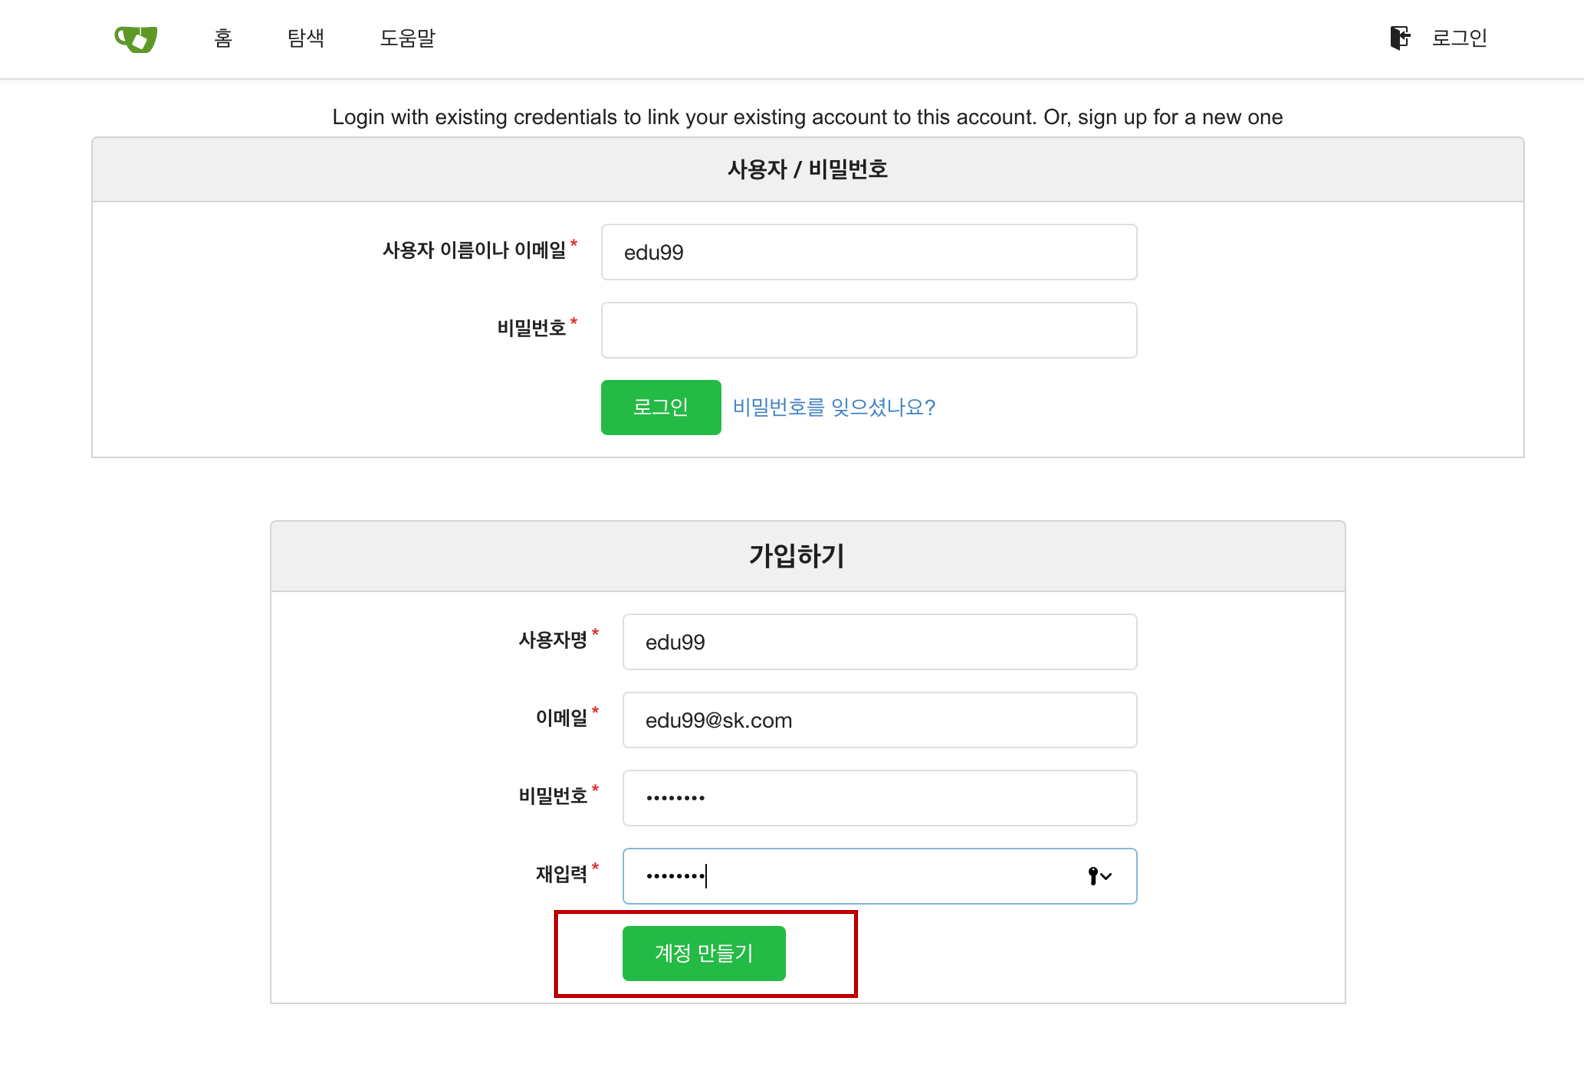 홈 탐색 도움말 로그인
Login with existing credentials to link your existing account to this account. Or, sign up for a new one
사용자 / 비밀번호
사용자 이름이나 이메일* edu99
비밀번호*
로그인 비밀번호를 잊으셨나요?
가입하기
사용자명* edu99
이메일* edu99@sk.com
비밀번호* ••••••••
재입력* ••••••••
계정 만들기